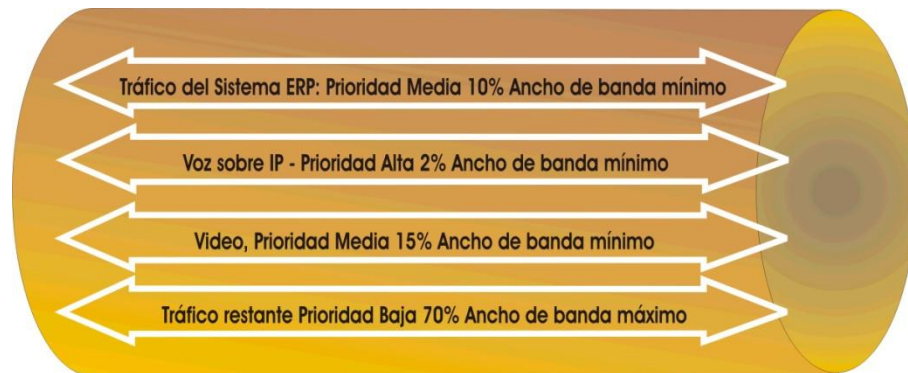 Tráfico del Sistema ERP: Prioridad Media 10% Ancho de banda mínimo
Voz sobre IP - Prioridad Alta 2% Ancho de banda mínimo
Video, Prioridad Media 15% Ancho de banda mínimo
Tráfico restante Prioridad Baja 70% Ancho de banda máximo